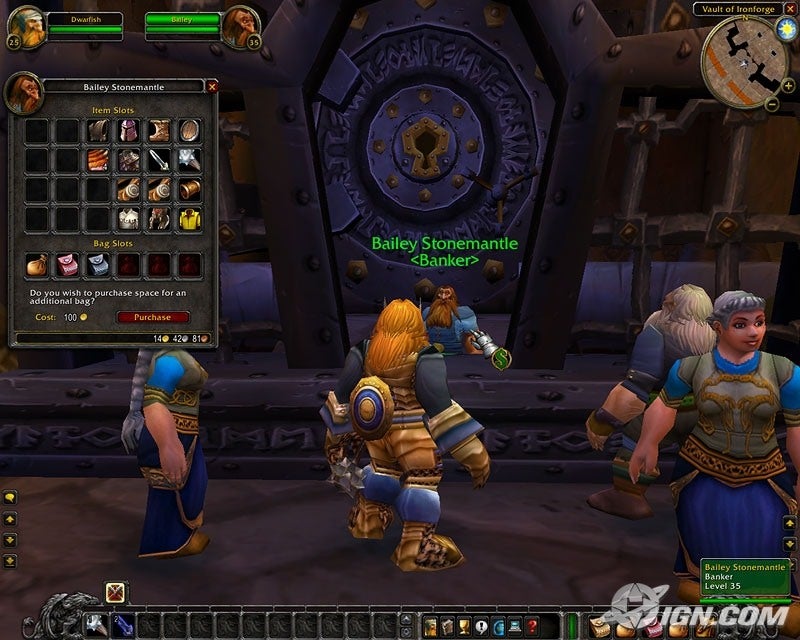 Dwarfish
25
Bailey
35
Vault of Ironforge
N
Bailey Stonemantle
Item Slots
Bag Slots
Do you wish to purchase space for an
additional bag?
Cost: 100
Purchase
14 42 81
Bailey Stonemantle
<Banker>
$
Bailey Stonemantle
Banker
Level 35
IGN.COM